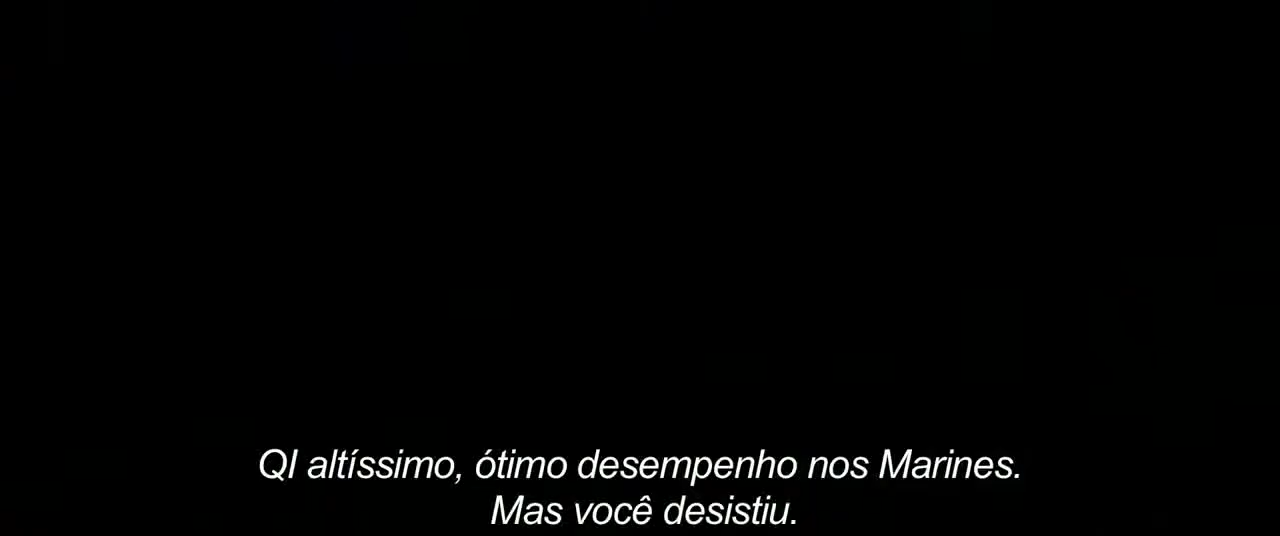 QI altíssimo, ótimo desempenho nos Marines.
Mas você desistiu.